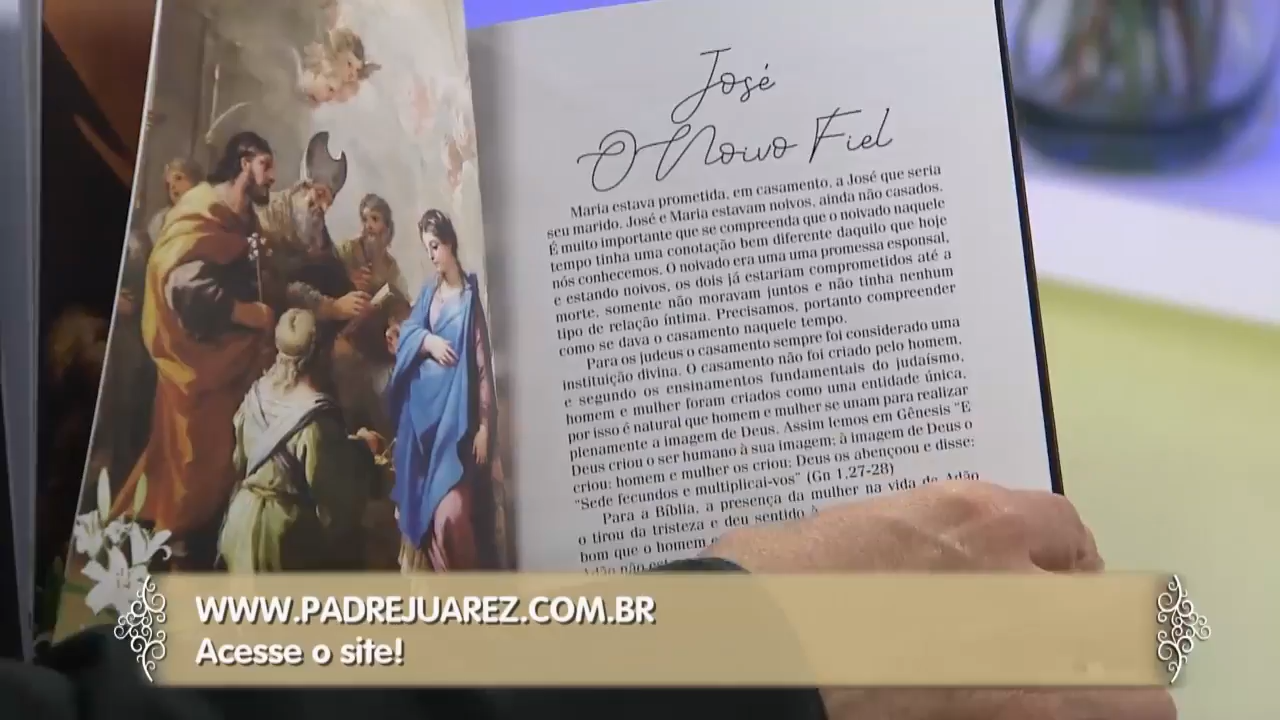 José
O Noivo Fiel
Maria estava prometida, em casamento, a José que seria
seu marido. José e Maria estavam noivos, ainda não casados.
É muito importante que se compreenda que o noivado naquele
tempo tinha uma conotação bem diferente daquilo que hoje
nós conhecemos. O noivado era uma uma promessa esponsal,
e estando noivos, os dois já estariam comprometidos até a
morte, somente não moravam juntos e não tinha nenhum
tipo de relação íntima. Precisamos, portanto compreender
como se dava o casamento naquele tempo.
Para os judeus o casamento sempre foi considerado uma
instituição divina. O casamento não foi criado pelo homem,
e segundo os ensinamentos fundamentais do judaísmo,
homem e mulher foram criados como uma entidade única,
por isso é natural que homem e mulher se unam para realizar
plenamente a imagem de Deus. Assim lemos em Gênesis "E
Deus criou o ser humano à sua imagem; à imagem de Deus o
criou; homem e mulher os criou; Deus os abençoou e disse:
"Sede fecundos e multiplicai-vos" (Gn 1,27-28)
Para a Bíblia, a presença da mulher na vida de Adão
o tirou da tristeza e deu sentido
bom que o homem
Adão não
WWW.PADREJUAREZ.COM.BR
Acesse o site!